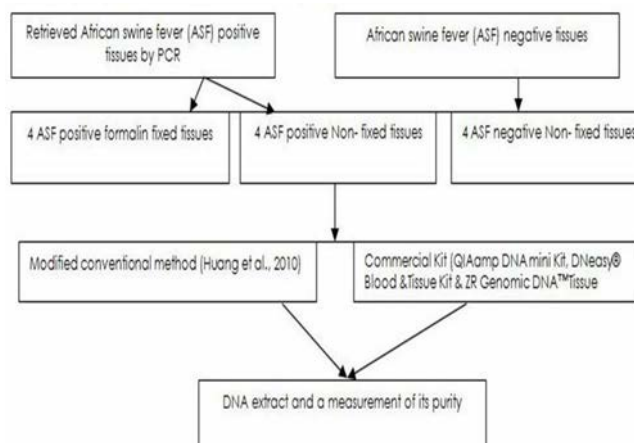 Retrieved African swine fever (ASF) positive
tissues by PCR
African swine fever (ASF) negative
tissues
4 ASF positive formalin fixed tissues
4 ASF positive Non- fixed tissues
4 ASF negative Non- fixed tissues
Modified conventional method (Huang et al., 2010)
Commercial Kit (QIAamp DNA mini Kit, DNeasy®
Blood &Tissue Kit & ZR Genomic DNA™Tissue
DNA extract and a measurement of its purity